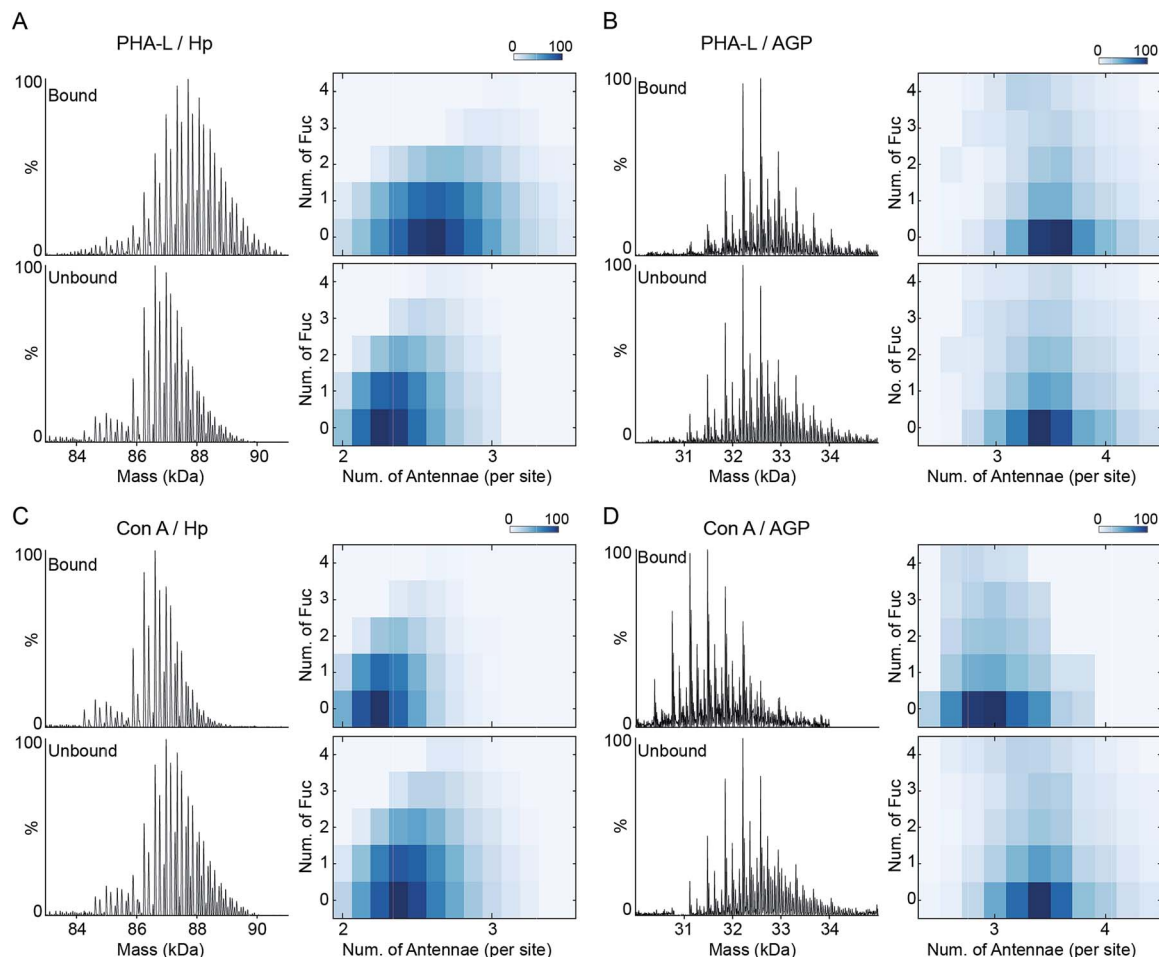 A
PHA-L / Hp
0 100
100
Bound
%
0
Num. of Fuc
4
3
2
1
0
100
Unbound
%
0
84 86 88 90
Mass (kDa)
Num. of Fuc
4
3
2
1
0
2 3
Num. of Antennae (per site)
B
PHA-L / AGP
0 100
100
Bound
%
0
Num. of Fuc
4
3
2
1
0
100
Unbound
%
0
31 32 33 34
Mass (kDa)
No. of Fuc
4
3
2
1
0
3 4
Num. of Antennae (per site)
C
Con A / Hp
0 100
100
Bound
%
0
Num. of Fuc
4
3
2
1
0
100
Unbound
%
0
84 86 88 90
Mass (kDa)
Num. of Fuc
4
3
2
1
0
2 3
Num. of Antennae (per site)
D
Con A / AGP
0 100
100
Bound
%
0
Num. of Fuc
4
3
2
1
0
100
Unbound
%
0
31 32 33 34
Mass (kDa)
Num. of Fuc
4
3
2
1
0
3 4
Num. of Antennae (per site)